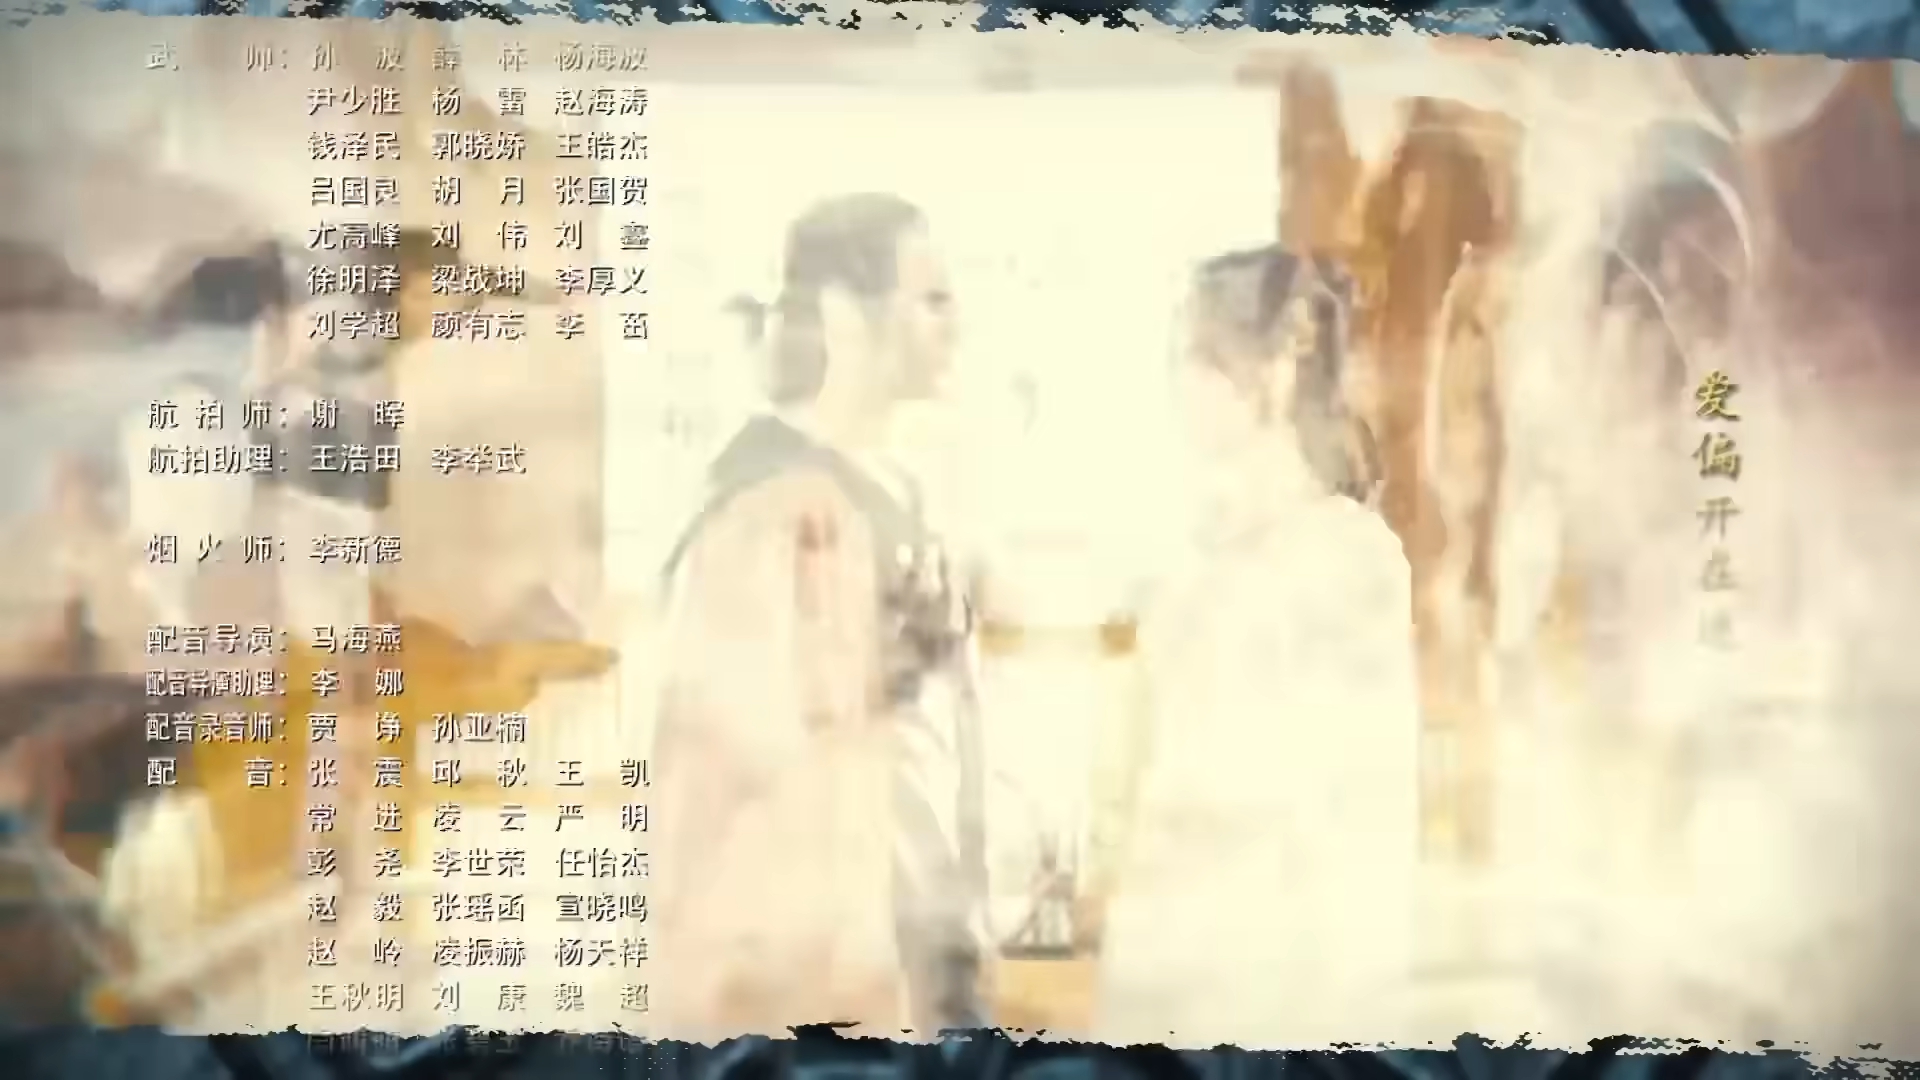 武 师：孙 波 薛 林 杨海波
尹少胜 杨 雷 赵海涛
钱泽民 郭晓娇 王皓杰
吕国良 胡 月 张国贺
尤高峰 刘 伟 刘 鑫
徐明泽 梁战坤 李厚义
刘学超 颜有志 李
航拍师：谢 晖
航拍助理：王浩田 李举武
烟火师：李新德
配音导演：马海燕
配音导演助理：李 娜
配音录音师：贾 诤 孙亚楠
配 音：张 震 邱 秋 王 凯
常 进 凌 云 严 明
彭 尧 李世荣 任怡杰
赵 毅 张瑶函 宣晓鸣
赵 岭 凌振赫 杨天祥
王秋明 刘 康 魏 超
爱偏开在